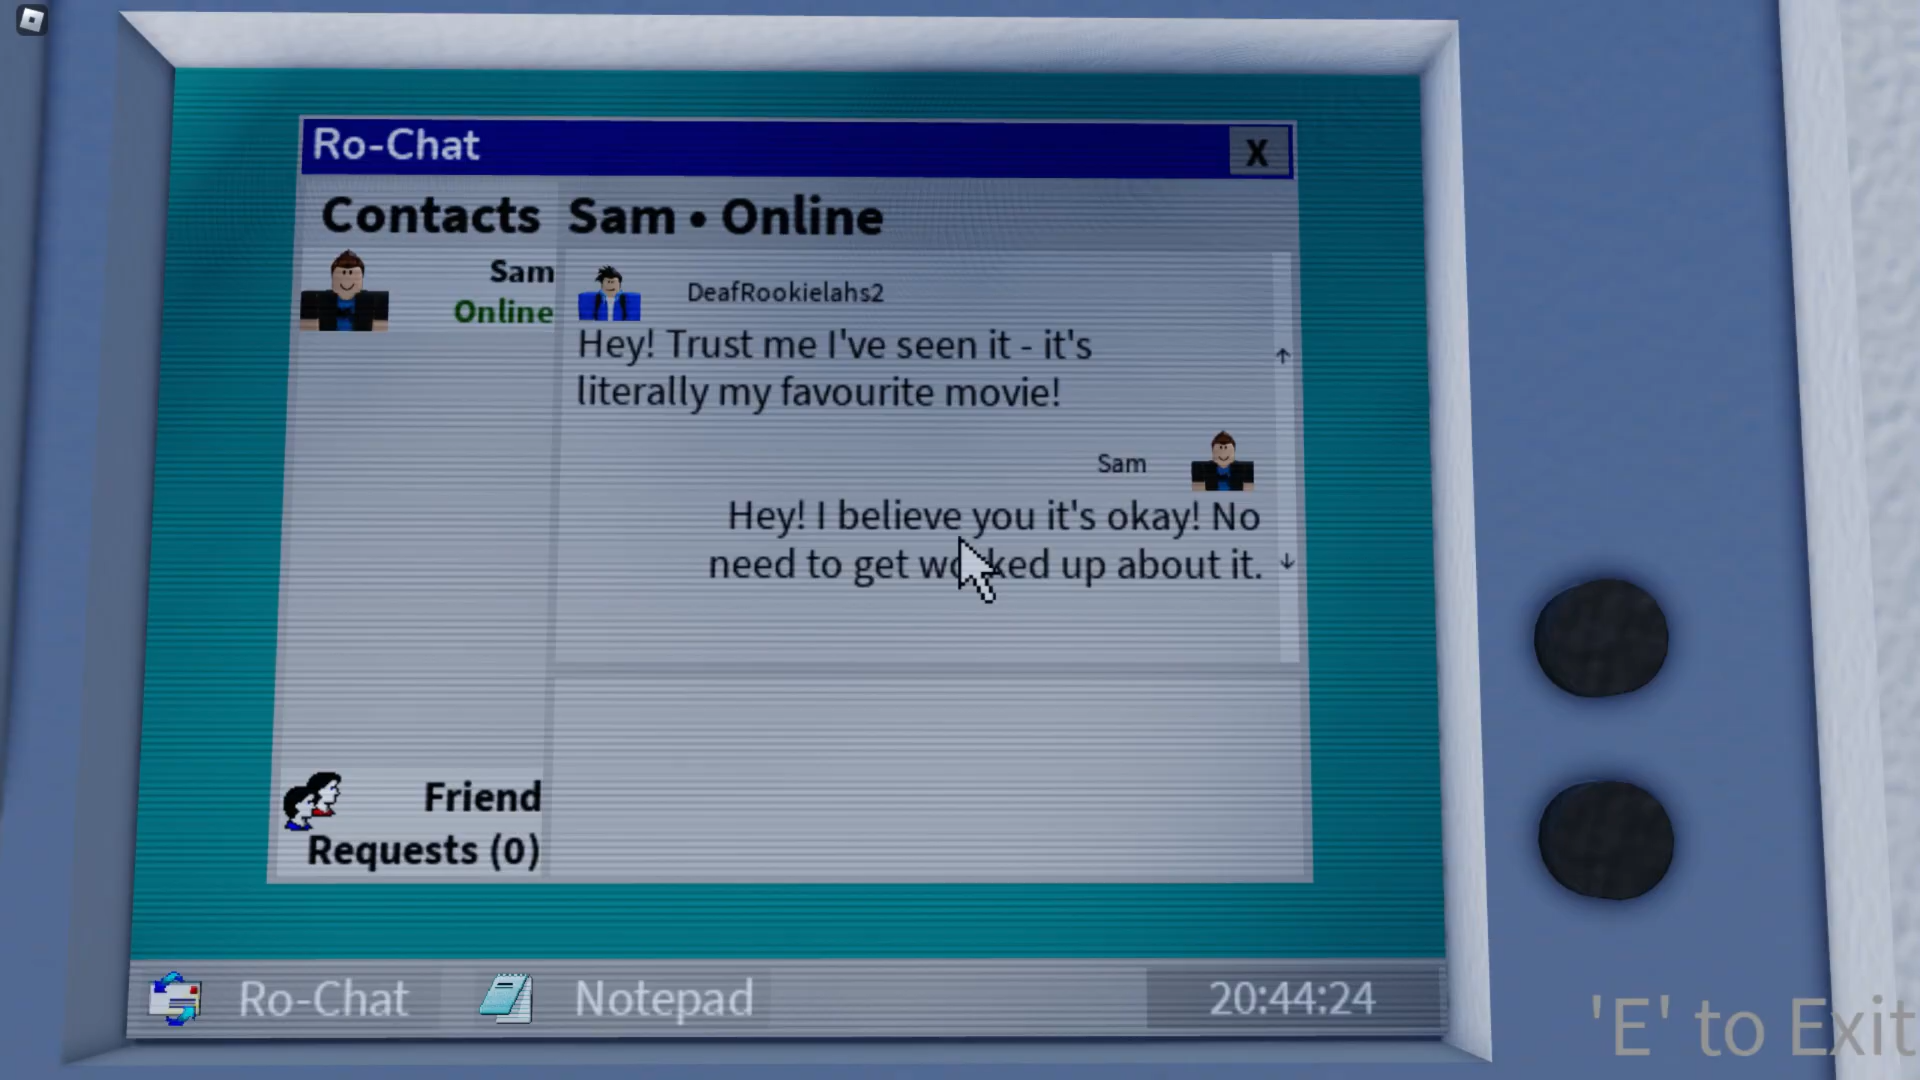 Ro-Chat
X
Contacts
Sam • Online
Sam
Online
DeafRookielahs2
Hey! Trust me I've seen it - it's
literally my favourite movie!
Sam
Hey! I believe you it's okay! No
need to get worked up about it.
Friend
Requests (0)
Ro-Chat
Notepad
20:44:24
'E' to Exit